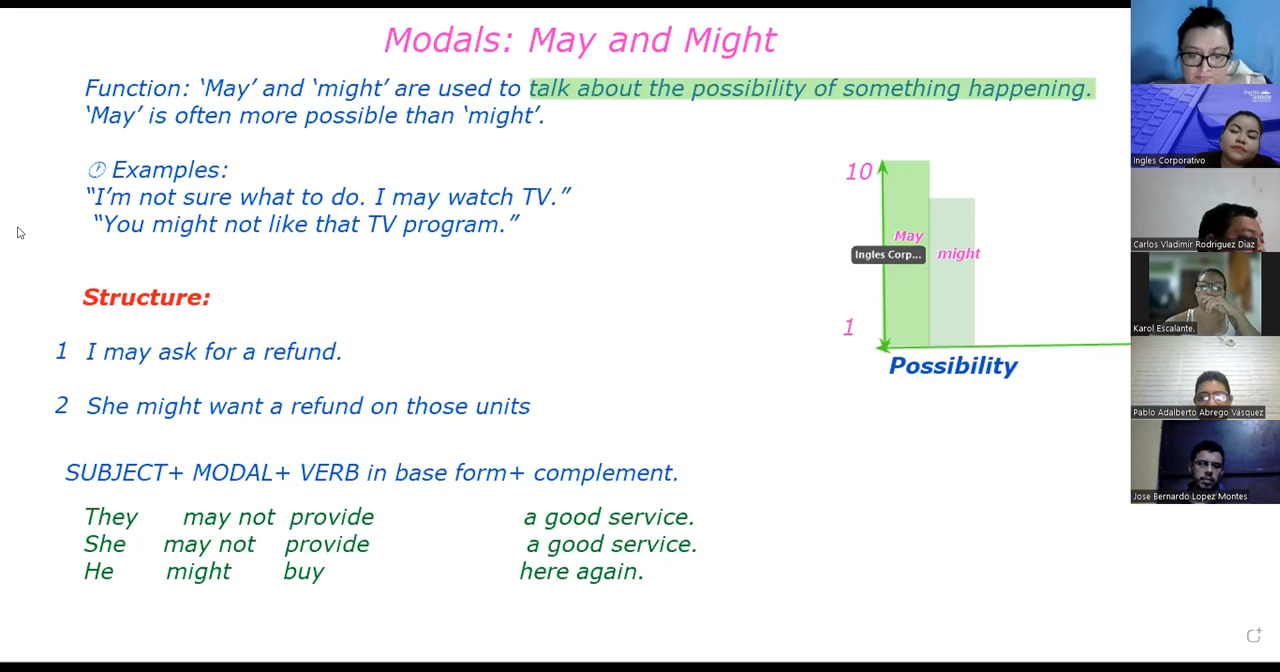 Modals: May and Might
Function: ‘May’ and ‘might’ are used to talk about the possibility of something happening.
‘May’ is often more possible than ‘might’.
Examples:
“I’m not sure what to do. I may watch TV.”
“You might not like that TV program.”
10
May
might
Ingles Corp...
1
Possibility
Structure:
1 I may ask for a refund.
2 She might want a refund on those units
SUBJECT+ MODAL+ VERB in base form+ complement.
They may not provide a good service.
She may not provide a good service.
He might buy here again.
Ingles Corporativo
Carlos Vladimir Rodriguez Diaz
Karol Escalante.
Pablo Adalberto Abrego Vásquez
Jose Bernardo Lopez Montes